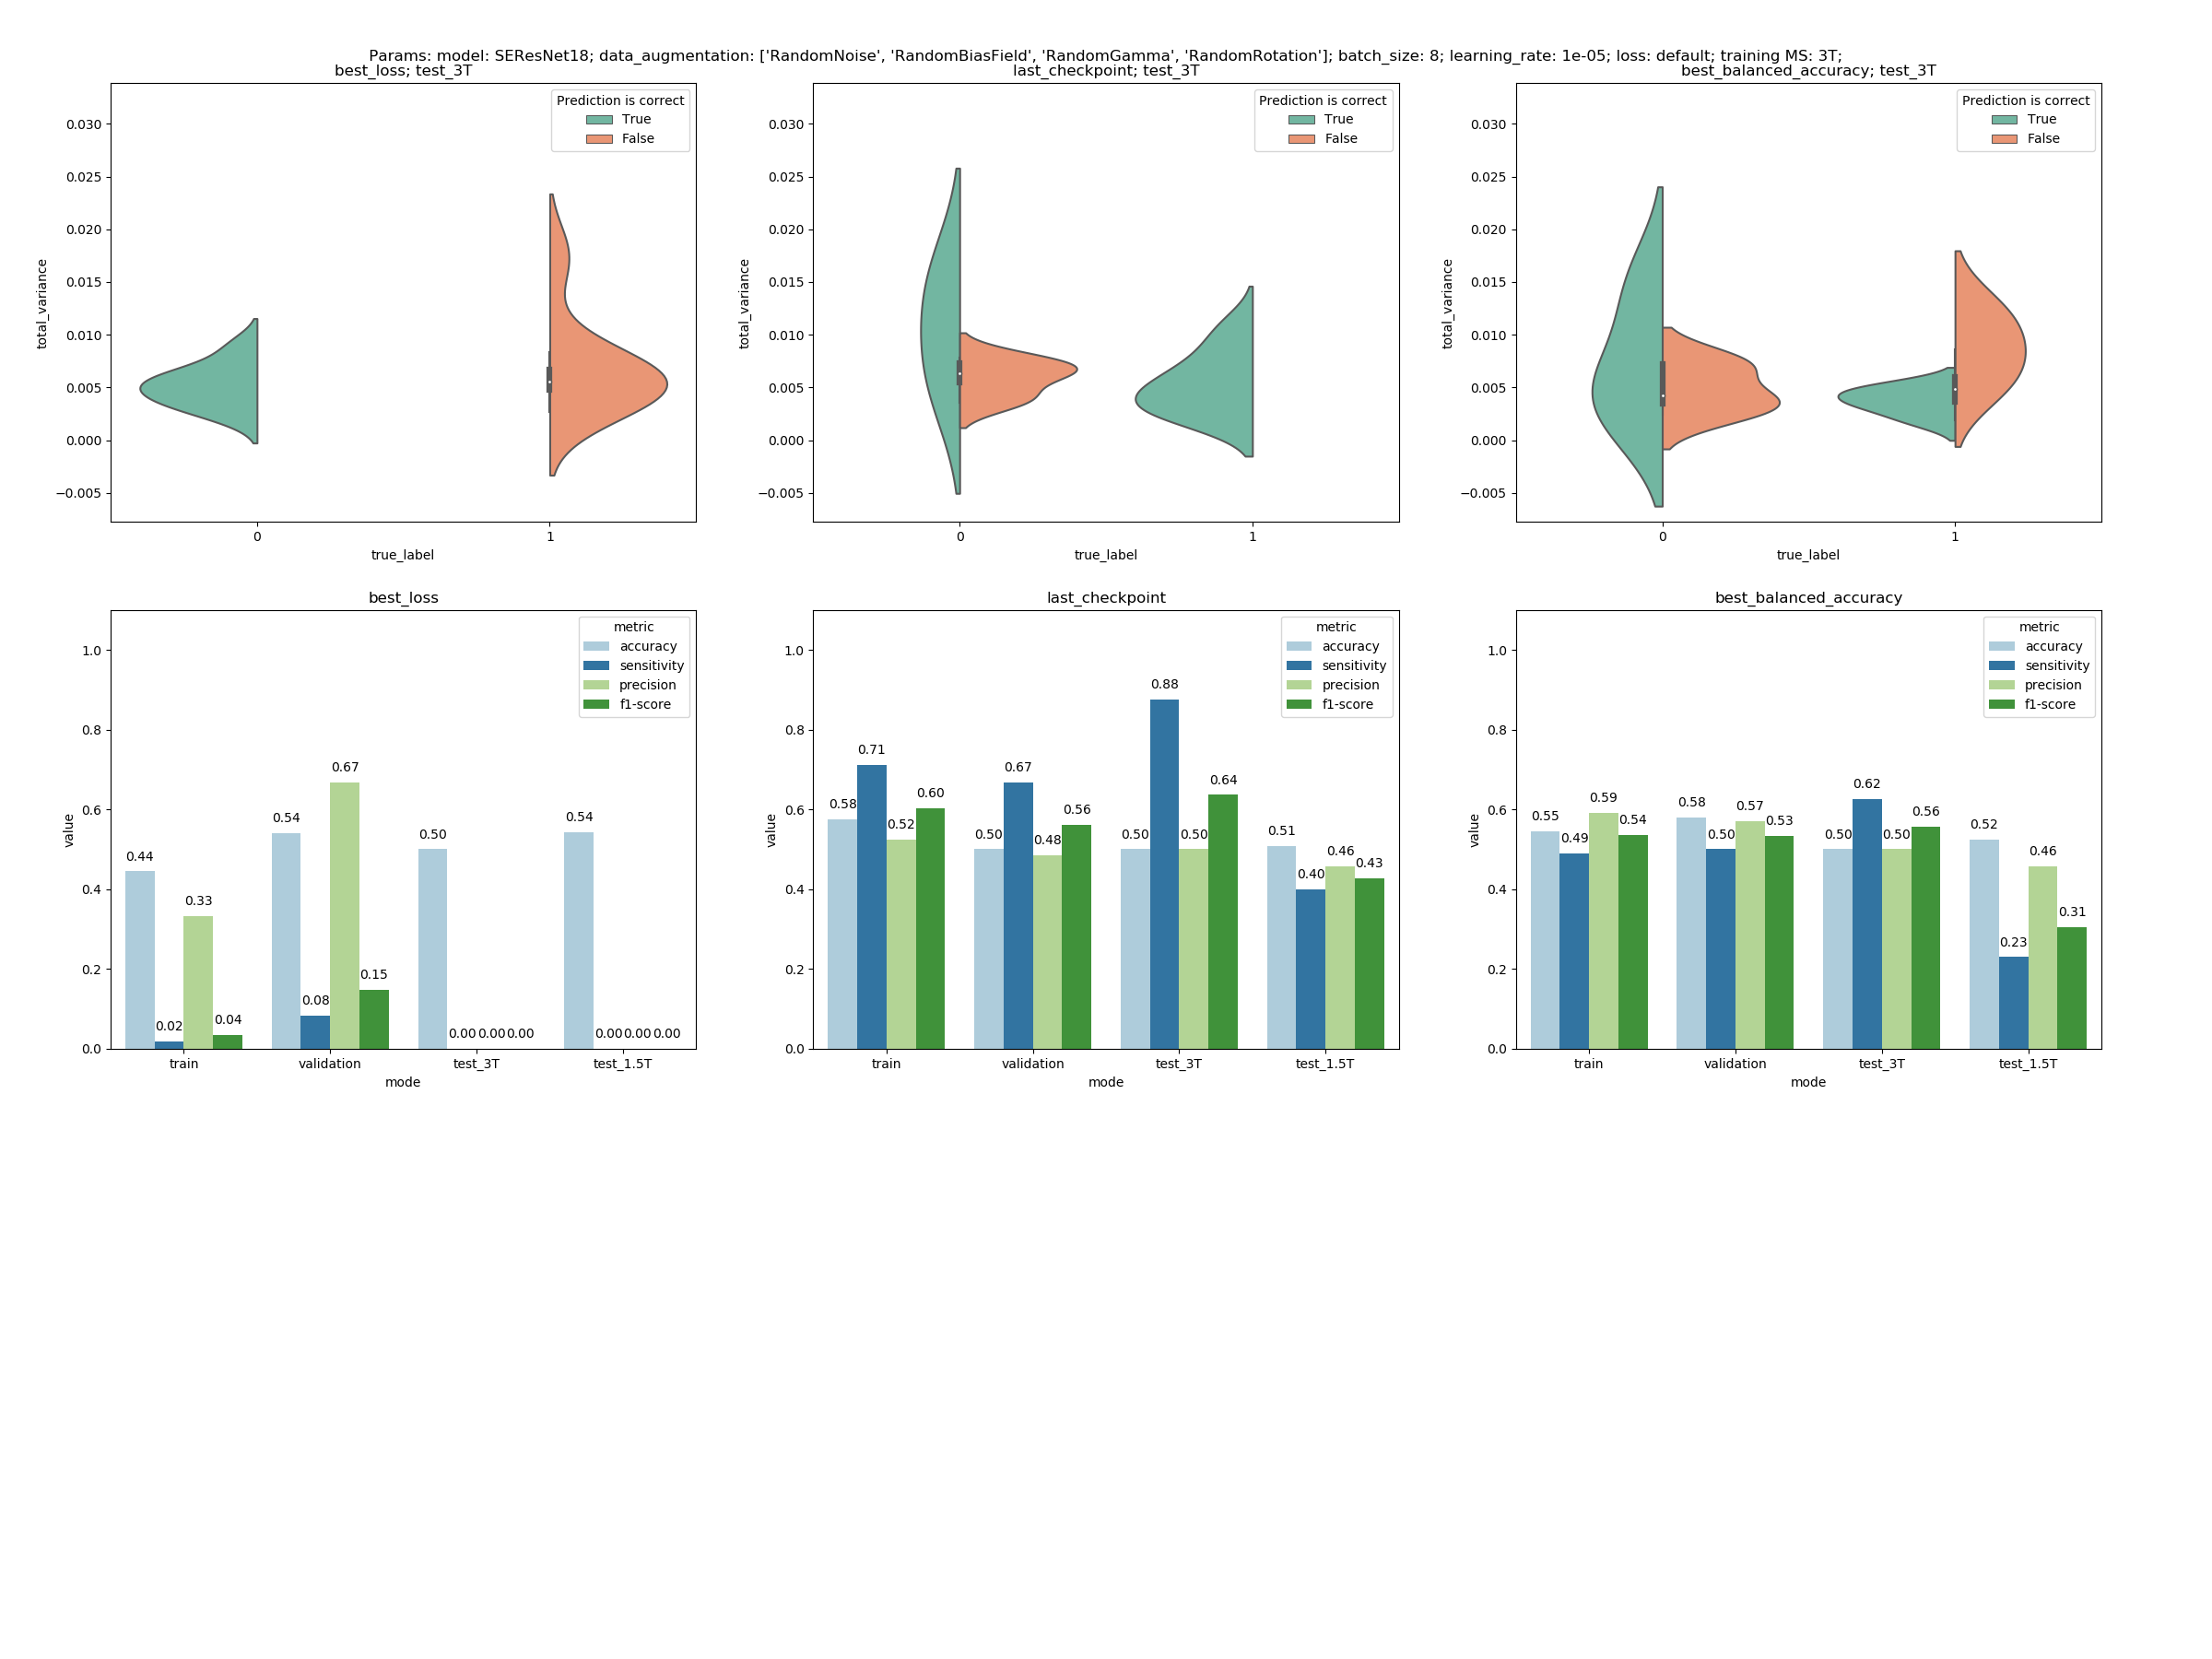 Params: model: SEResNet18; data_augmentation: ['RandomNoise', 'RandomBiasField', 'RandomGamma', 'RandomRotation']; batch_size: 8; learning_rate: 1e-05; loss: default; training MS: 3T;
best_loss; test_3T
Prediction is correct
True
False
0.030
0.025
0.020
0.015
0.010
0.005
0.000
−0.005
total_variance
0
1
true_label
last_checkpoint; test_3T
Prediction is correct
True
False
0.030
0.025
0.020
0.015
0.010
0.005
0.000
−0.005
total_variance
0
1
true_label
best_balanced_accuracy; test_3T
Prediction is correct
True
False
0.030
0.025
0.020
0.015
0.010
0.005
0.000
−0.005
total_variance
0
1
true_label
best_loss
metric
accuracy
sensitivity
precision
f1-score
1.0
0.8
0.6
0.4
0.2
0.0
value
0.44
0.02
0.33
0.04
0.54
0.08
0.67
0.15
0.50
0.00
0.00
0.00
0.54
0.00
0.00
0.00
train
validation
test_3T
test_1.5T
mode
last_checkpoint
metric
accuracy
sensitivity
precision
f1-score
1.0
0.8
0.6
0.4
0.2
0.0
value
0.58
0.71
0.52
0.60
0.50
0.67
0.48
0.56
0.50
0.88
0.50
0.64
0.51
0.40
0.46
0.43
train
validation
test_3T
test_1.5T
mode
best_balanced_accuracy
metric
accuracy
sensitivity
precision
f1-score
1.0
0.8
0.6
0.4
0.2
0.0
value
0.55
0.49
0.59
0.54
0.58
0.50
0.57
0.53
0.50
0.62
0.50
0.56
0.52
0.23
0.46
0.31
train
validation
test_3T
test_1.5T
mode